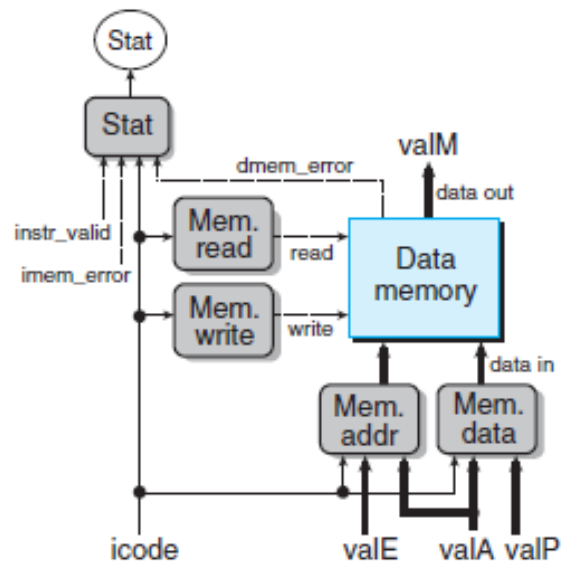 Stat
Stat
valM
dmem_error
data out
instr_valid
Mem.
read
read
Data
memory
imem_error
Mem.
write
write
data in
Mem.
addr
Mem.
data
icode
valE
valA
valP